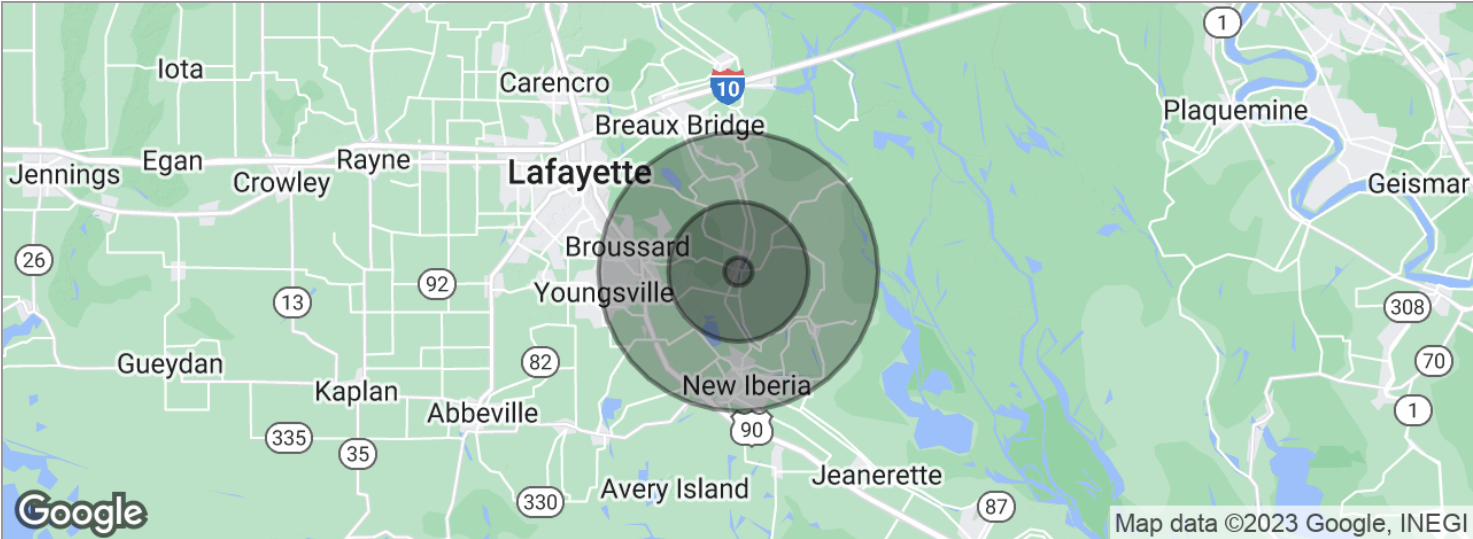 1
Iota
Carencro
10
Plaquemine
Breaux Bridge
Jennings
Egan
Rayne
Crowley
Lafayette
Geismar
26
Broussard
92
Youngsville
13
308
Gueydan
82
70
Kaplan
New Iberia
Abbeville
1
335
90
35
Avery Island
Jeanerette
330
87
Google
Map data ©2023 Google, INEGI